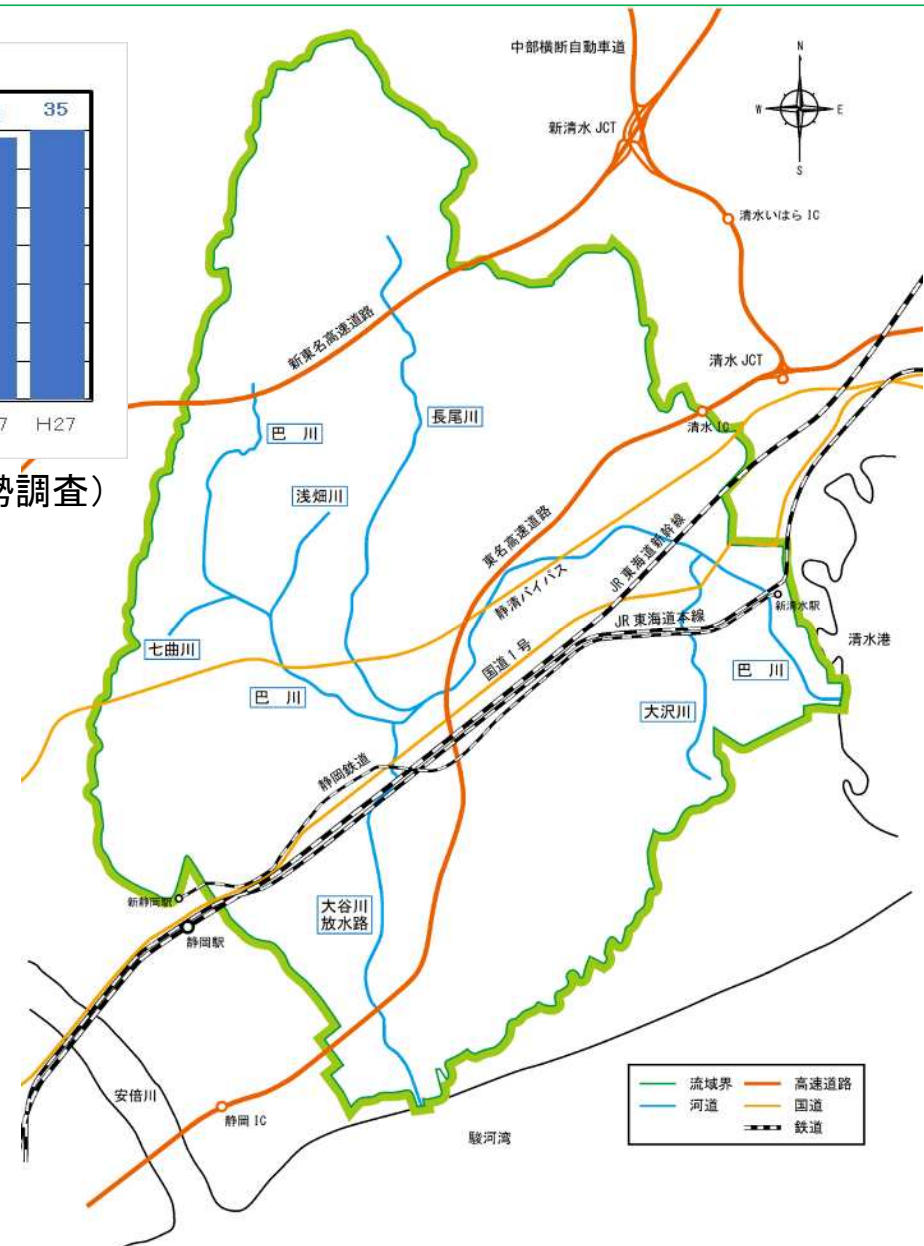 35
7
H27
勢調査）
中部横断自動車道
新清水 JCT
N
W
E
S
清水いはら IC
新東名高速道路
清水 JCT
長尾川
清水 IC
巴　川
浅畑川
東名高速道路
JR 東海道新幹線
静清バイパス
新清水駅
JR 東海道本線
七曲川
国道 1 号
清水港
巴　川
巴　川
大沢川
静岡鉄道
新静岡駅
大谷川
放水路
静岡駅
安倍川
静岡 IC
駿河湾
流域界
高速道路
河道
国道
鉄道